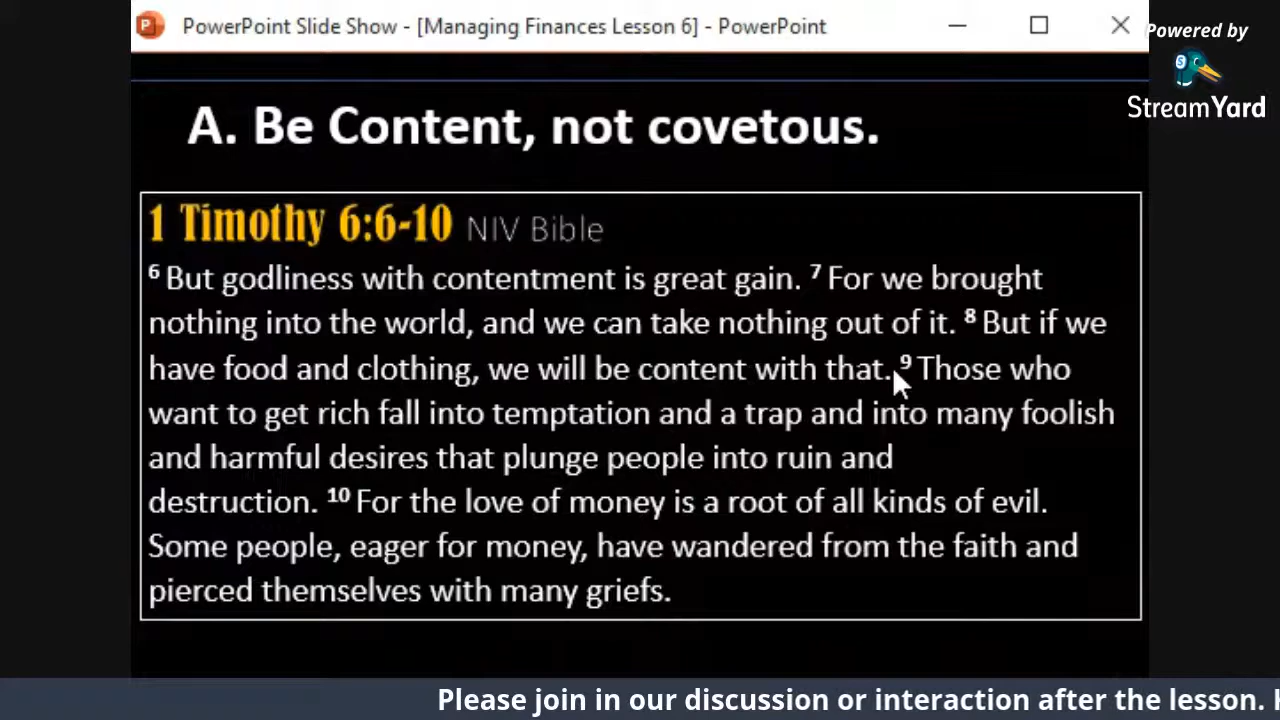 PowerPoint Slide Show - [Managing Finances Lesson 6] - PowerPoint
Powered by
StreamYard
A. Be Content, not covetous.
1 Timothy 6:6-10 NIV Bible
6 But godliness with contentment is great gain. 7 For we brought
nothing into the world, and we can take nothing out of it. 8 But if we
have food and clothing, we will be content with that. 9 Those who
want to get rich fall into temptation and a trap and into many foolish
and harmful desires that plunge people into ruin and
destruction. 10 For the love of money is a root of all kinds of evil.
Some people, eager for money, have wandered from the faith and
pierced themselves with many griefs.
Please join in our discussion or interaction after the lesson.